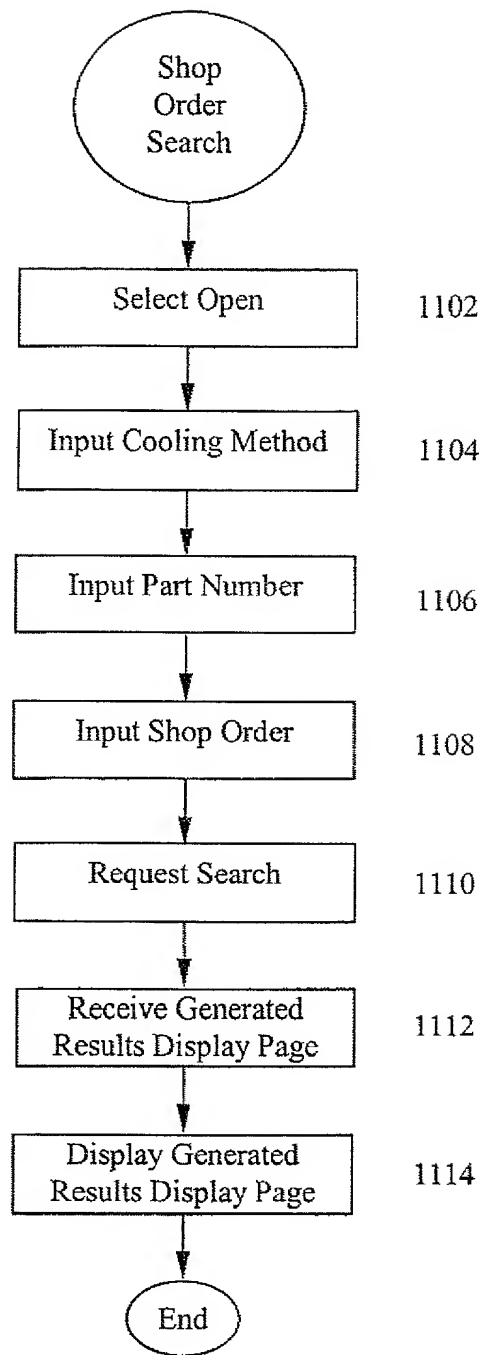 Shop
Order
Search
Select Open 1102
Input Cooling Method 1104
Input Part Number 1106
Input Shop Order 1108
Request Search 1110
Receive Generated
Results Display Page 1112
Display Generated
Results Display Page 1114
End